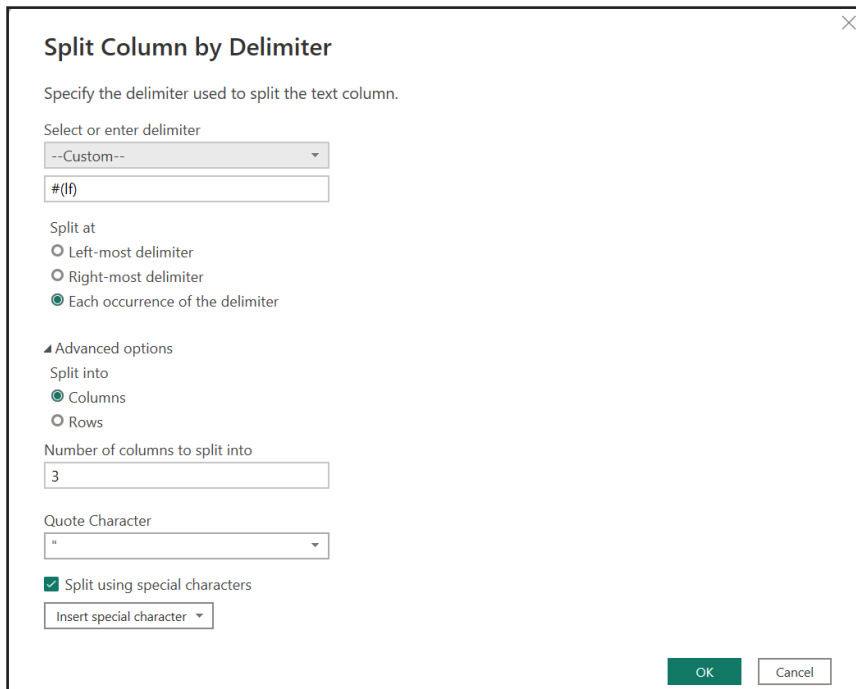 Split Column by Delimiter
Specify the delimiter used to split the text column.
Select or enter delimiter
--Custom--
#(lf)
Split at
Left-most delimiter
Right-most delimiter
Each occurrence of the delimiter
Advanced options
Split into
Columns
Rows
Number of columns to split into
3
Quote Character
"
Split using special characters
Insert special character
OK Cancel